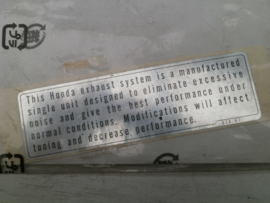 This Honda exhaust system is a manufactured
single unit designed to eliminate excessive
noise and give the best performance under
normal conditions. Modifications will affect
tuning and decrease performance.